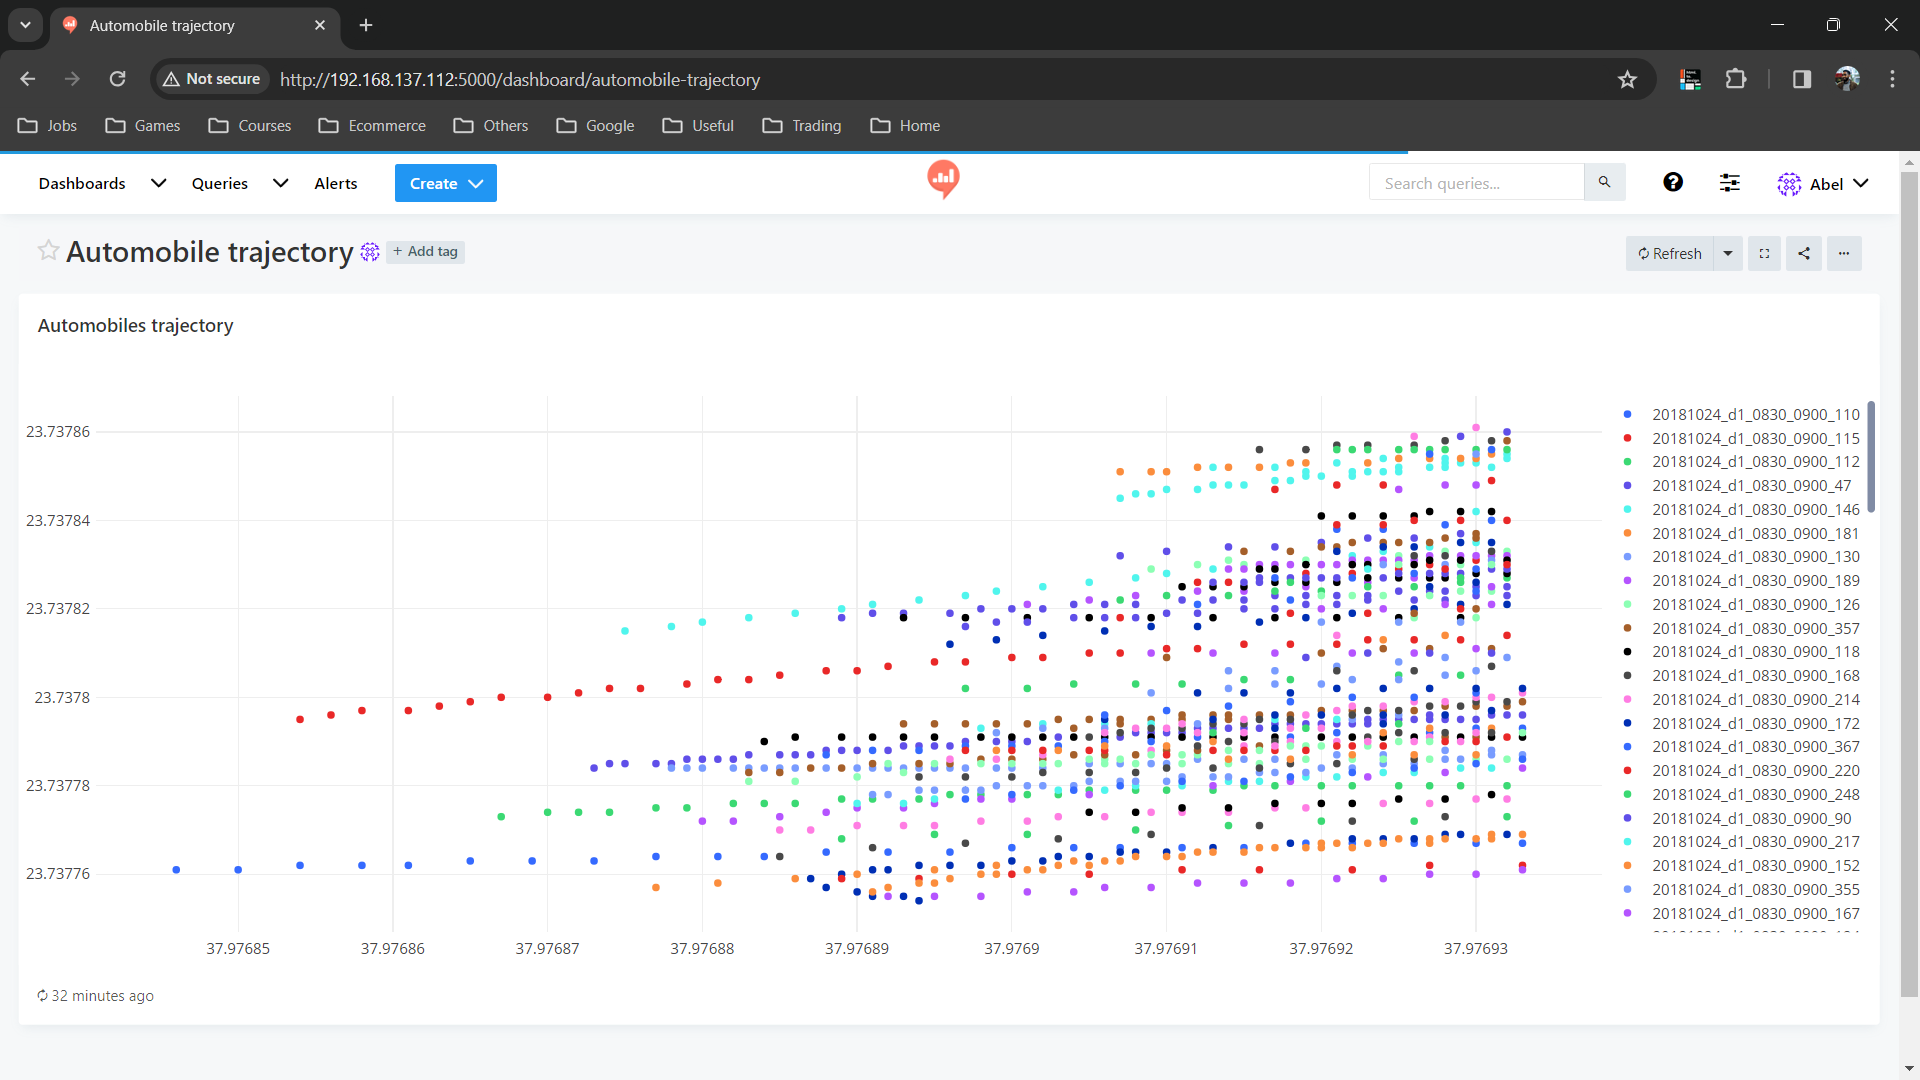 Automobile trajectory
Not secure http://192.168.137.112:5000/dashboard/automobile-trajectory
Jobs Games Courses Ecommerce Others Google Useful Trading Home
Dashboards Queries Alerts Create Search queries... Abel
Automobile trajectory + Add tag Refresh
Automobiles trajectory
23.73786
23.73784
23.73782
23.7378
23.73778
23.73776
37.97685 37.97686 37.97687 37.97688 37.97689 37.9769 37.97691 37.97692 37.97693
20181024_d1_0830_0900_110
20181024_d1_0830_0900_115
20181024_d1_0830_0900_112
20181024_d1_0830_0900_47
20181024_d1_0830_0900_146
20181024_d1_0830_0900_181
20181024_d1_0830_0900_130
20181024_d1_0830_0900_189
20181024_d1_0830_0900_126
20181024_d1_0830_0900_357
20181024_d1_0830_0900_118
20181024_d1_0830_0900_168
20181024_d1_0830_0900_214
20181024_d1_0830_0900_172
20181024_d1_0830_0900_367
20181024_d1_0830_0900_220
20181024_d1_0830_0900_248
20181024_d1_0830_0900_90
20181024_d1_0830_0900_217
20181024_d1_0830_0900_152
20181024_d1_0830_0900_355
20181024_d1_0830_0900_167
32 minutes ago